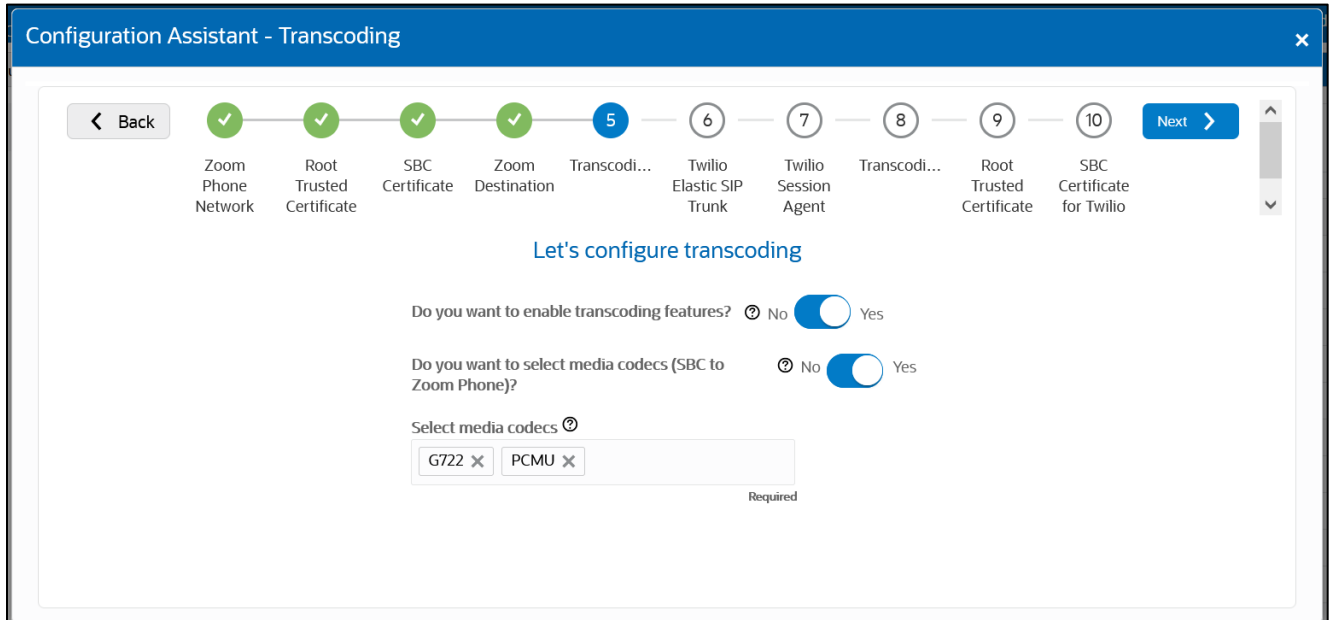 Configuration Assistant - Transcoding
Back
5
6
7
8
9
10
Next
Zoom
Phone
Network
Root
Trusted
Certificate
SBC
Certificate
Zoom
Destination
Transcodi...
Twilio
Elastic SIP
Trunk
Twilio
Session
Agent
Transcodi...
Root
Trusted
Certificate
SBC
Certificate
for Twilio
Let's configure transcoding
Do you want to enable transcoding features? No Yes
Do you want to select media codecs (SBC to
Zoom Phone)? No Yes
Select media codecs
G722 PCMU
Required